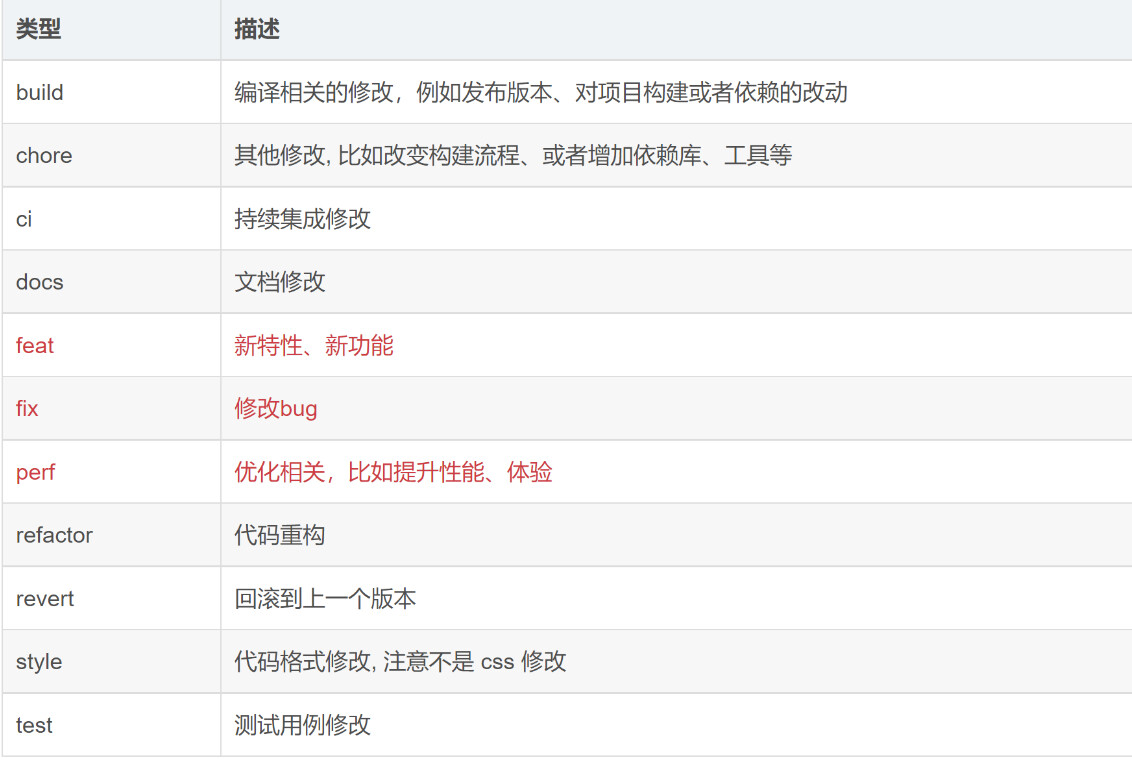 类型 描述
build 编译相关的修改，例如发布版本、对项目构建或者依赖的改动
chore 其他修改, 比如改变构建流程、或者增加依赖库、工具等
ci 持续集成修改
docs 文档修改
feat 新特性、新功能
fix 修改bug
perf 优化相关，比如提升性能、体验
refactor 代码重构
revert 回滚到上一个版本
style 代码格式修改, 注意不是 css 修改
test 测试用例修改